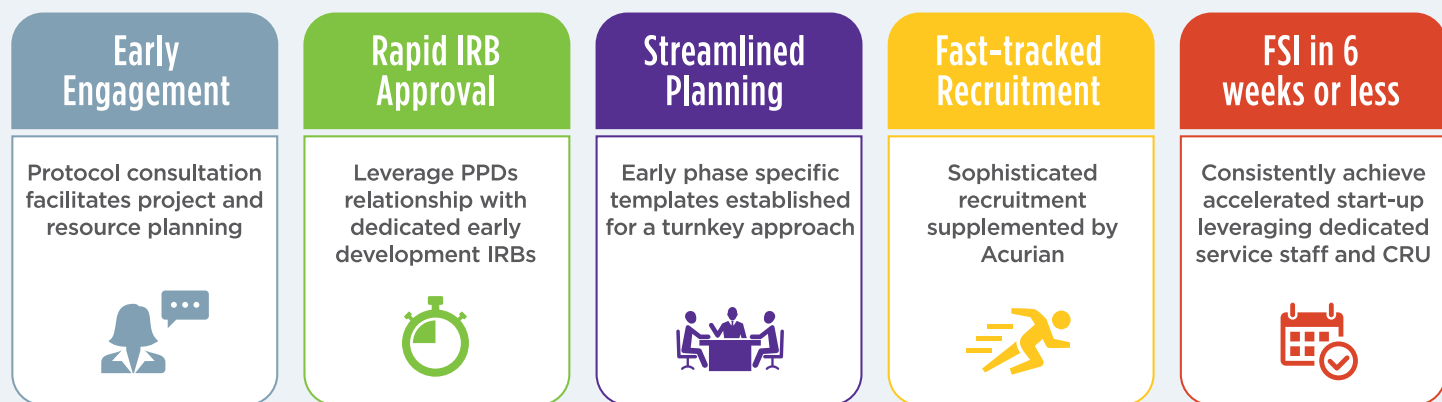 Early
Engagement
Protocol consultation
facilitates project and
resource planning
Rapid IRB
Approval
Leverage PPDs
relationship with
dedicated early
development IRBs
Streamlined
Planning
Early phase specific
templates established
for a turnkey approach
Fast-tracked
Recruitment
Sophisticated
recruitment
supplemented by
Acurian
FSI in 6
weeks or less
Consistently achieve
accelerated start-up
leveraging dedicated
service staff and CRU